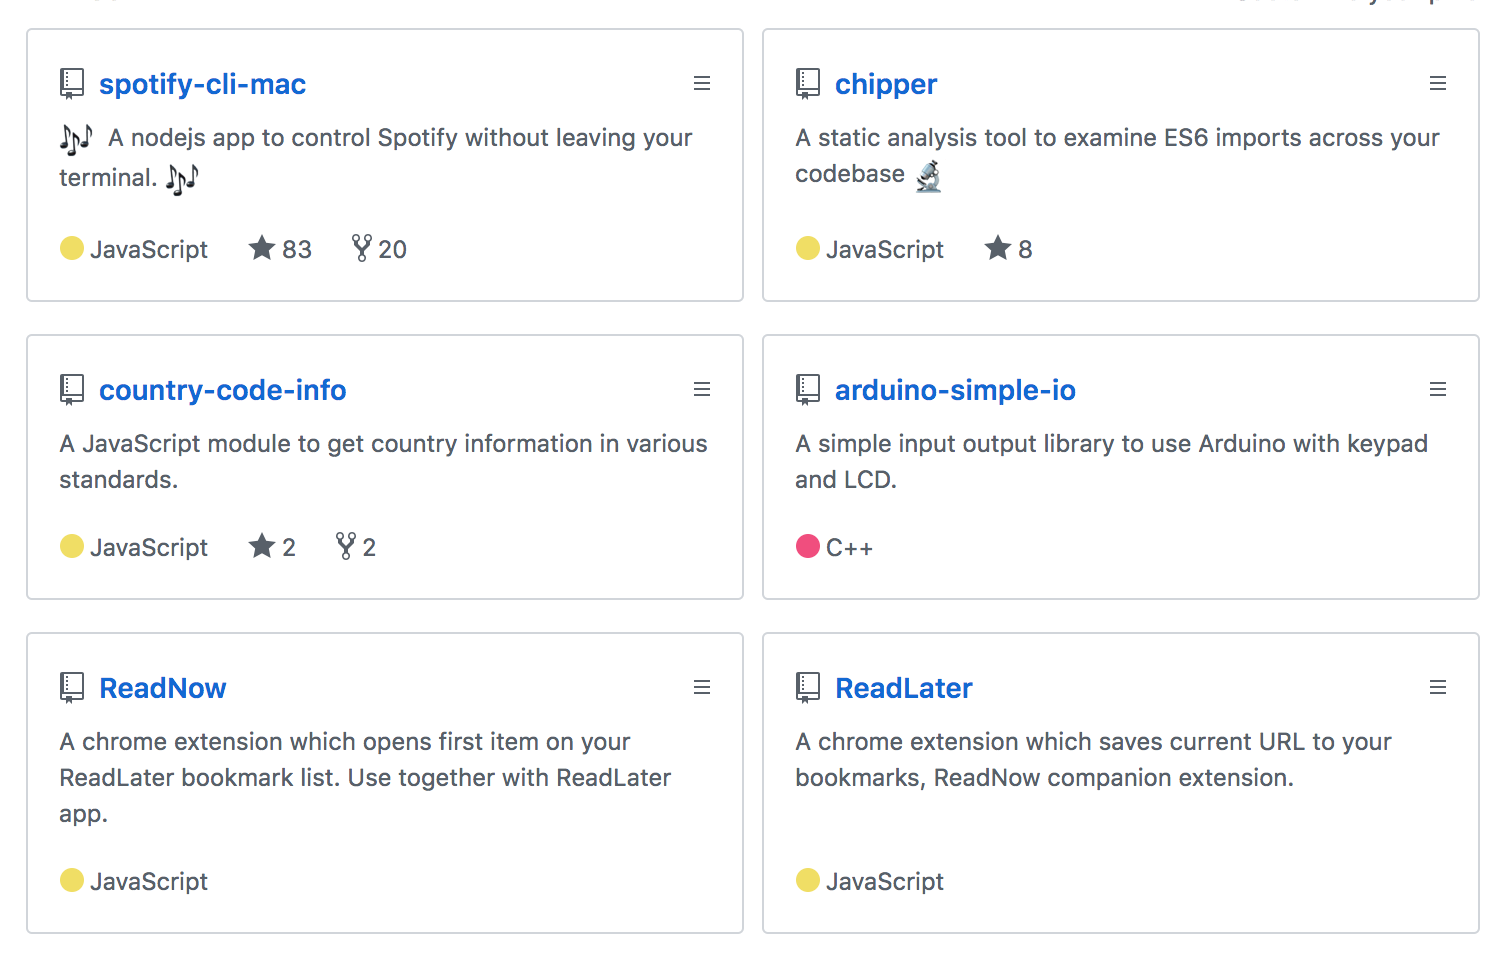 spotify-cli-mac
A nodejs app to control Spotify without leaving your
terminal.
JavaScript 83 20
chipper
A static analysis tool to examine ES6 imports across your
codebase
JavaScript 8
country-code-info
A JavaScript module to get country information in various
standards.
JavaScript 2 2
arduino-simple-io
A simple input output library to use Arduino with keypad
and LCD.
C++
ReadNow
A chrome extension which opens first item on your
ReadLater bookmark list. Use together with ReadLater
app.
JavaScript
ReadLater
A chrome extension which saves current URL to your
bookmarks, ReadNow companion extension.
JavaScript